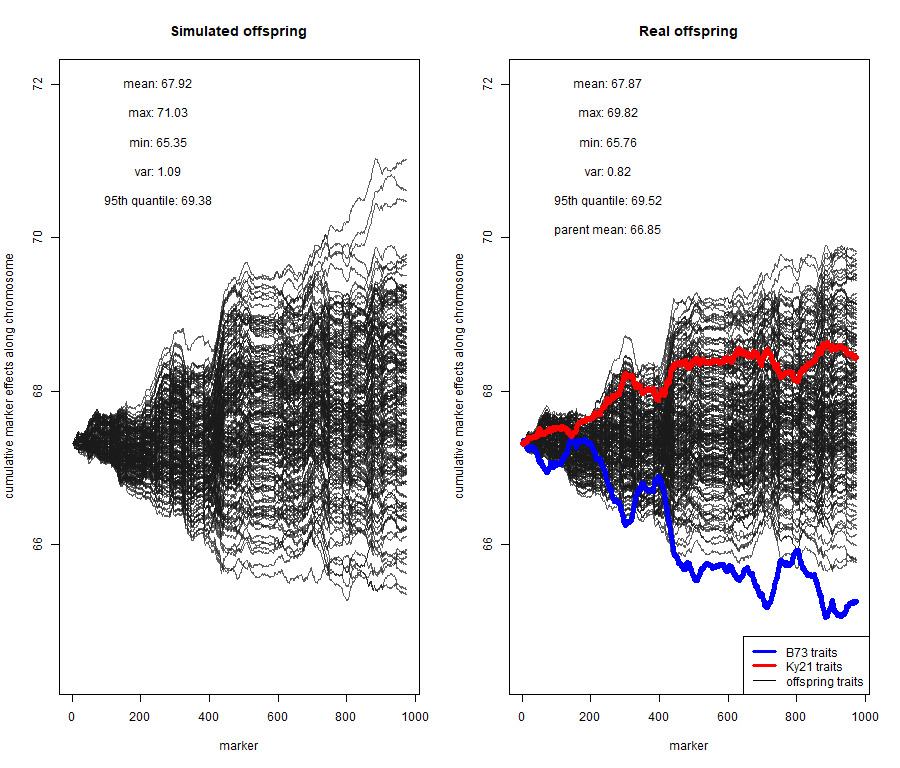 Simulated offspring
mean: 67.92
max: 71.03
min: 65.35
var: 1.09
95th quantile: 69.38
72
70
68
66
cumulative marker effects along chromosome
0 200 400 600 800 1000
marker
Real offspring
mean: 67.87
max: 69.82
min: 65.76
var: 0.82
95th quantile: 69.52
parent mean: 66.85
72
70
68
66
cumulative marker effects along chromosome
B73 traits
Ky21 traits
offspring traits
0 200 400 600 800 1000
marker